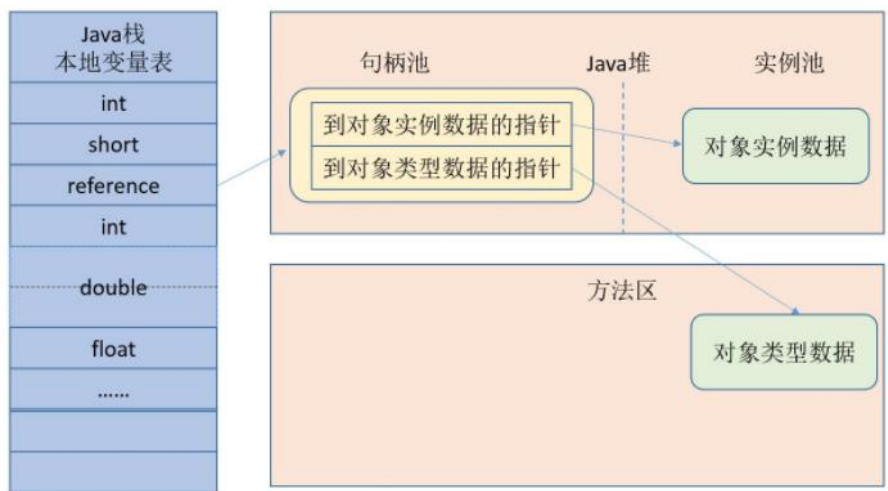 Java栈
本地变量表
int
short
reference
int
double
float
......
句柄池
Java堆
实例池
到对象实例数据的指针
到对象类型数据的指针
对象实例数据
方法区
对象类型数据